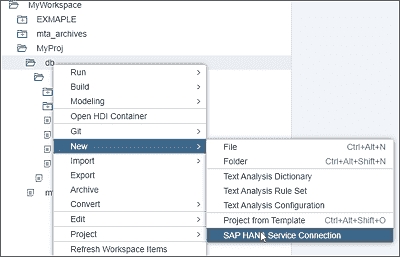 MyWorkspace
EXMAPLE
mta_archives
MyProj
db
Run
Build
Modeling
Open HDI Container
Git
New
Import
Export
Archive
Convert
Edit
Project
Refresh Workspace Items
File Ctrl+Alt+N
Folder Ctrl+Alt+Shift+N
Text Analysis Dictionary
Text Analysis Rule Set
Text Analysis Configuration
Project from Template Ctrl+Alt+Shift+O
SAP HANA Service Connection